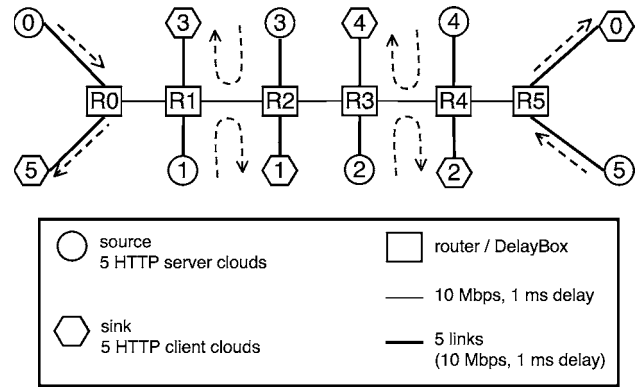 0 3 3 4 4 0
R0 R1 R2 R3 R4 R5
5 1 1 2 2 5
source
5 HTTP server clouds
router / DelayBox
10 Mbps, 1 ms delay
sink
5 HTTP client clouds
5 links
(10 Mbps, 1 ms delay)